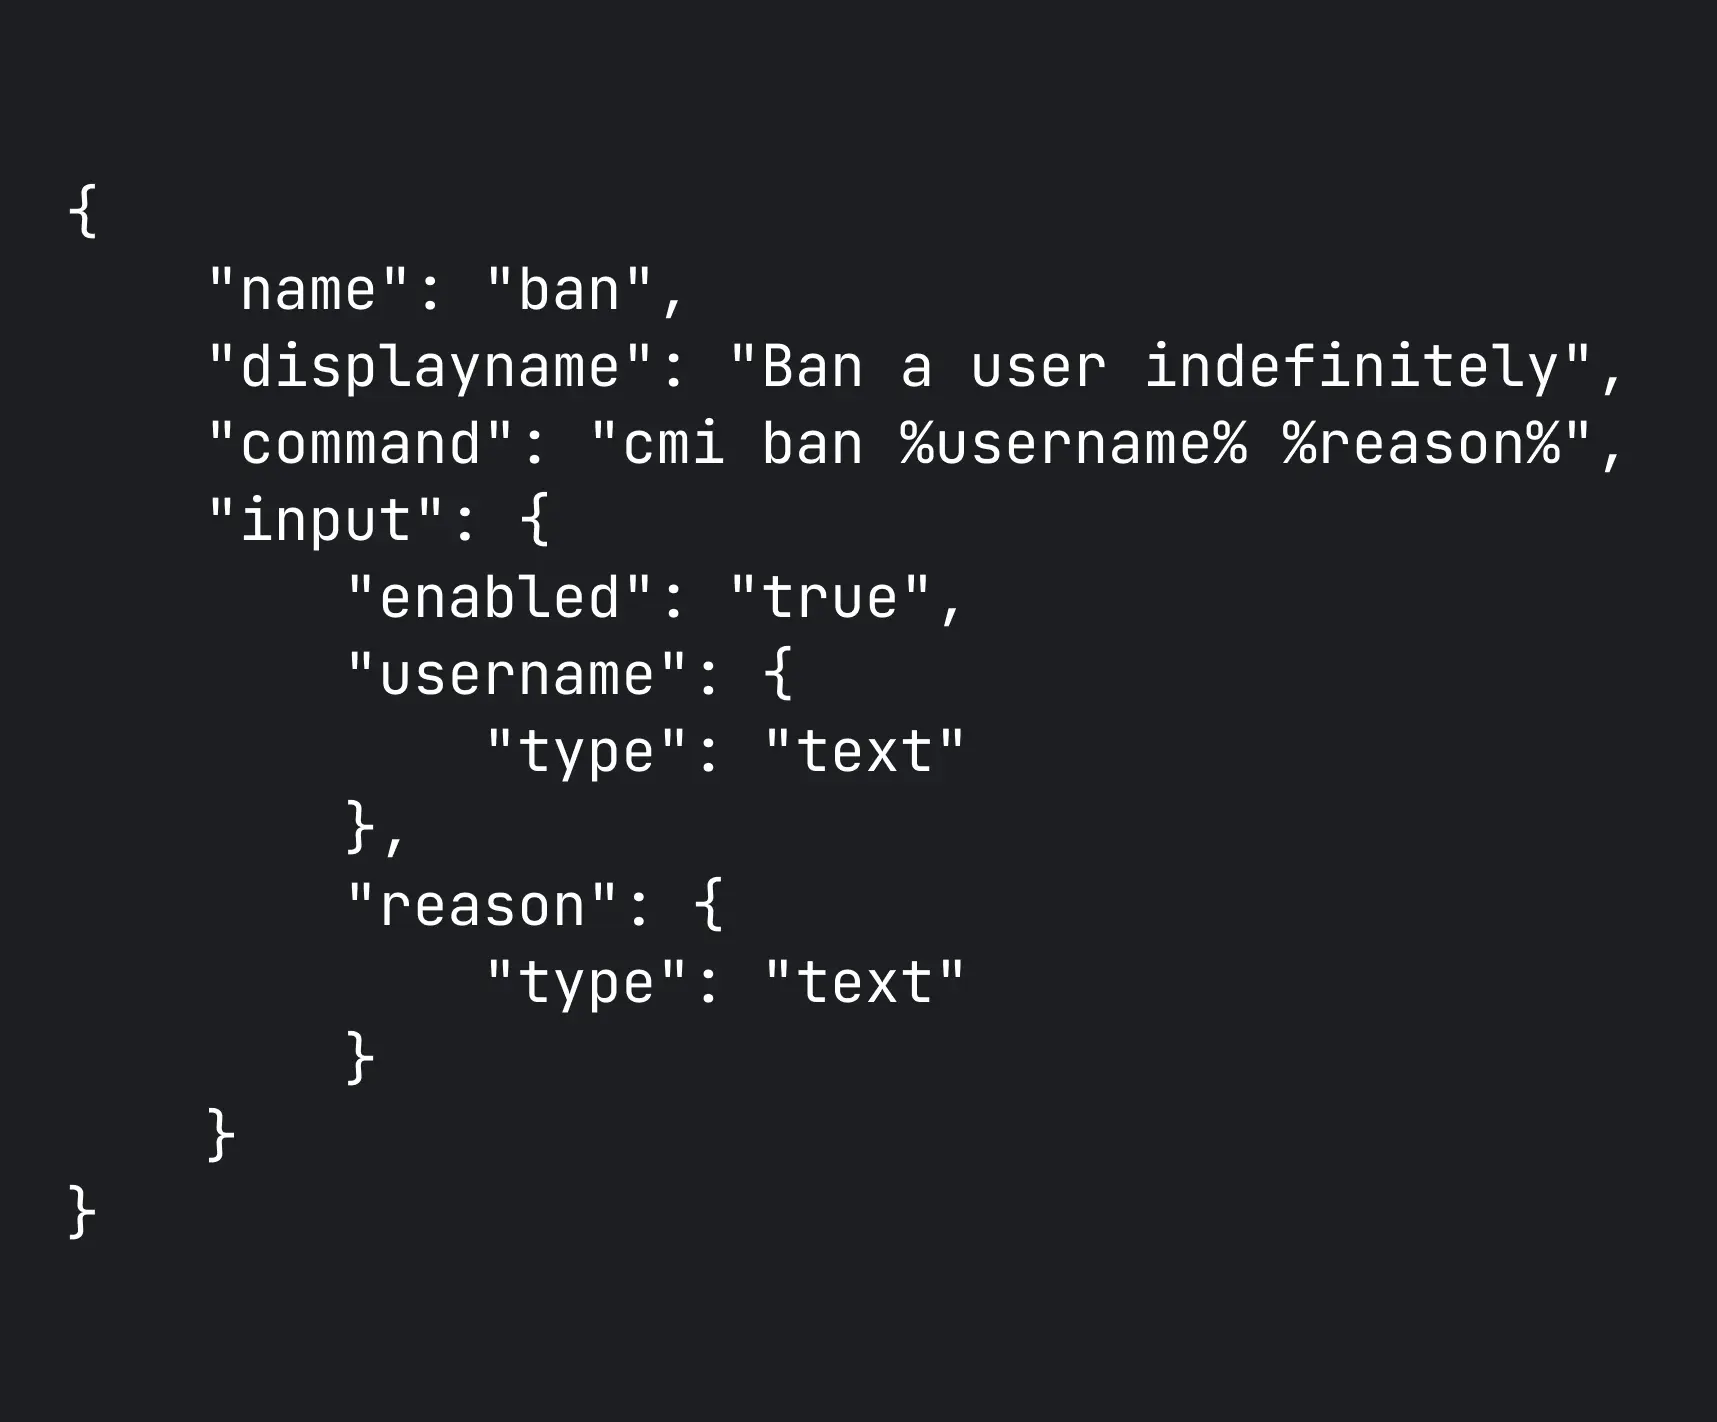 {
    "name": "ban",
    "displayname": "Ban a user indefinitely",
    "command": "cmi ban %username% %reason%",
    "input": {
        "enabled": "true",
        "username": {
            "type": "text"
        },
        "reason": {
            "type": "text"
        }
    }
}